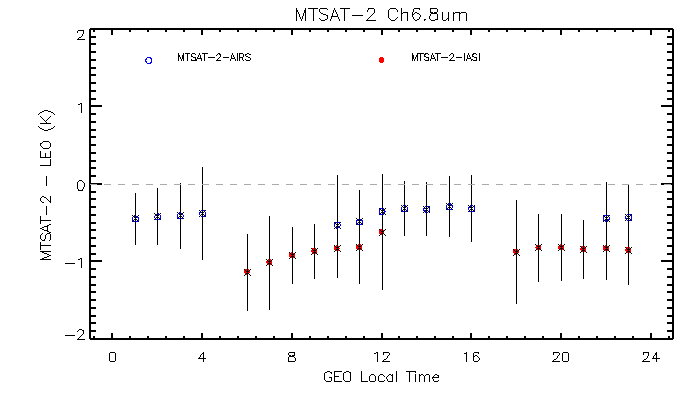 MTSAT-2 Ch6.8um
MTSAT-2-AIRS MTSAT-2-IASI
2
1
0
-1
-2
MTSAT-2 - LEO (K)
0 4 8 12 16 20 24
GEO Local Time